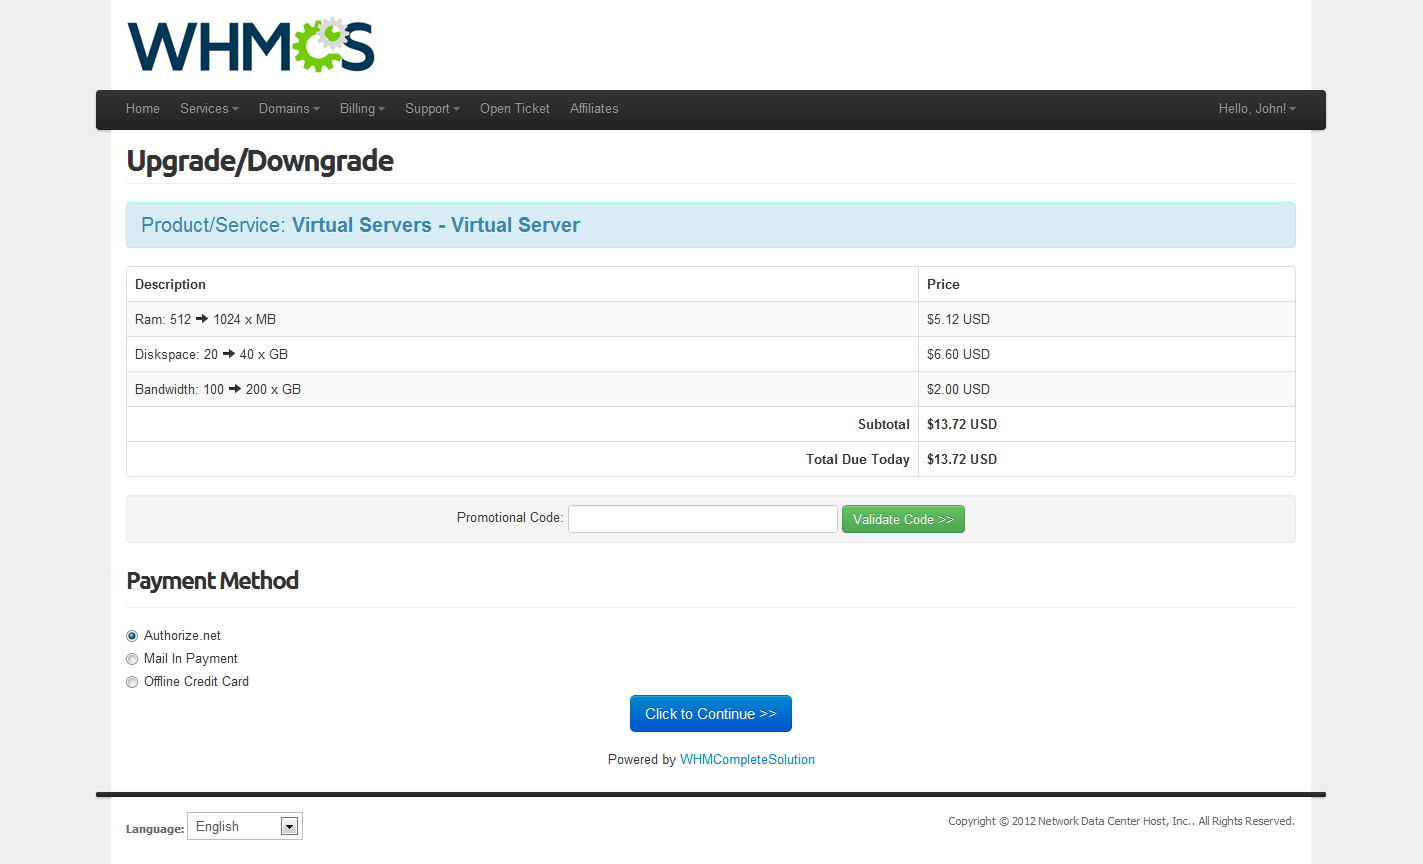 WHMCS
Home Services Domains Billing Support Open Ticket Affiliates Hello, John!
Upgrade/Downgrade
Product/Service: Virtual Servers - Virtual Server
Description Price
Ram: 512 ➔ 1024 x MB $5.12 USD
Diskspace: 20 ➔ 40 x GB $6.60 USD
Bandwidth: 100 ➔ 200 x GB $2.00 USD
Subtotal $13.72 USD
Total Due Today $13.72 USD
Promotional Code: Validate Code >>
Payment Method
Authorize.net
Mail In Payment
Offline Credit Card
Click to Continue >>
Powered by WHMCompleteSolution
Language: English Copyright © 2012 Network Data Center Host, Inc.. All Rights Reserved.